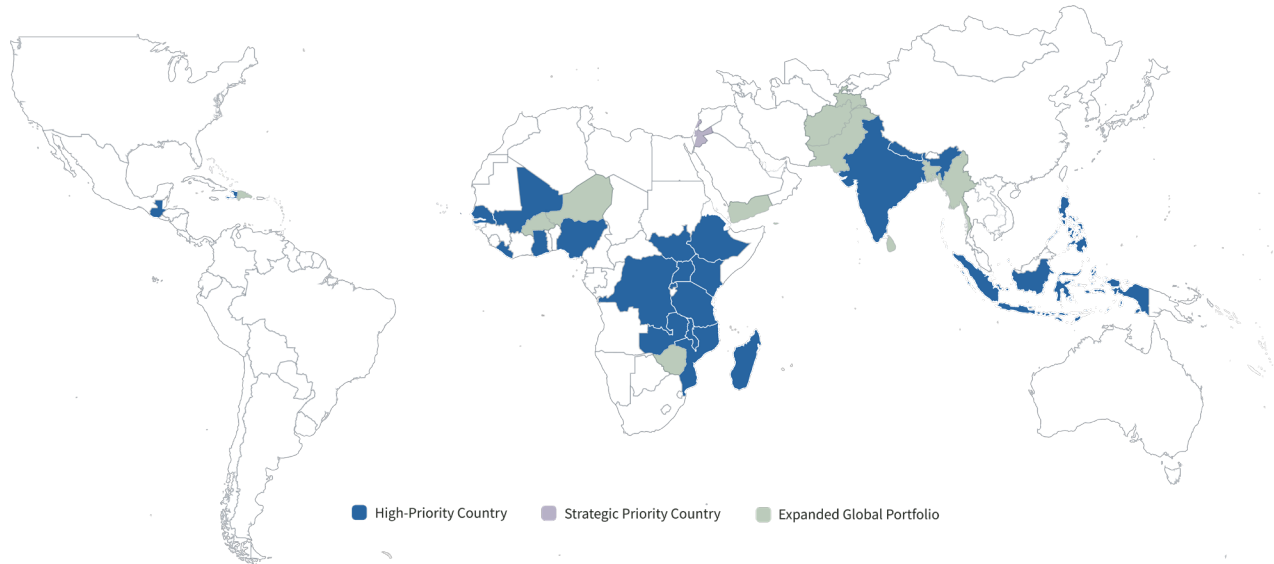 High-Priority Country
Strategic Priority Country
Expanded Global Portfolio